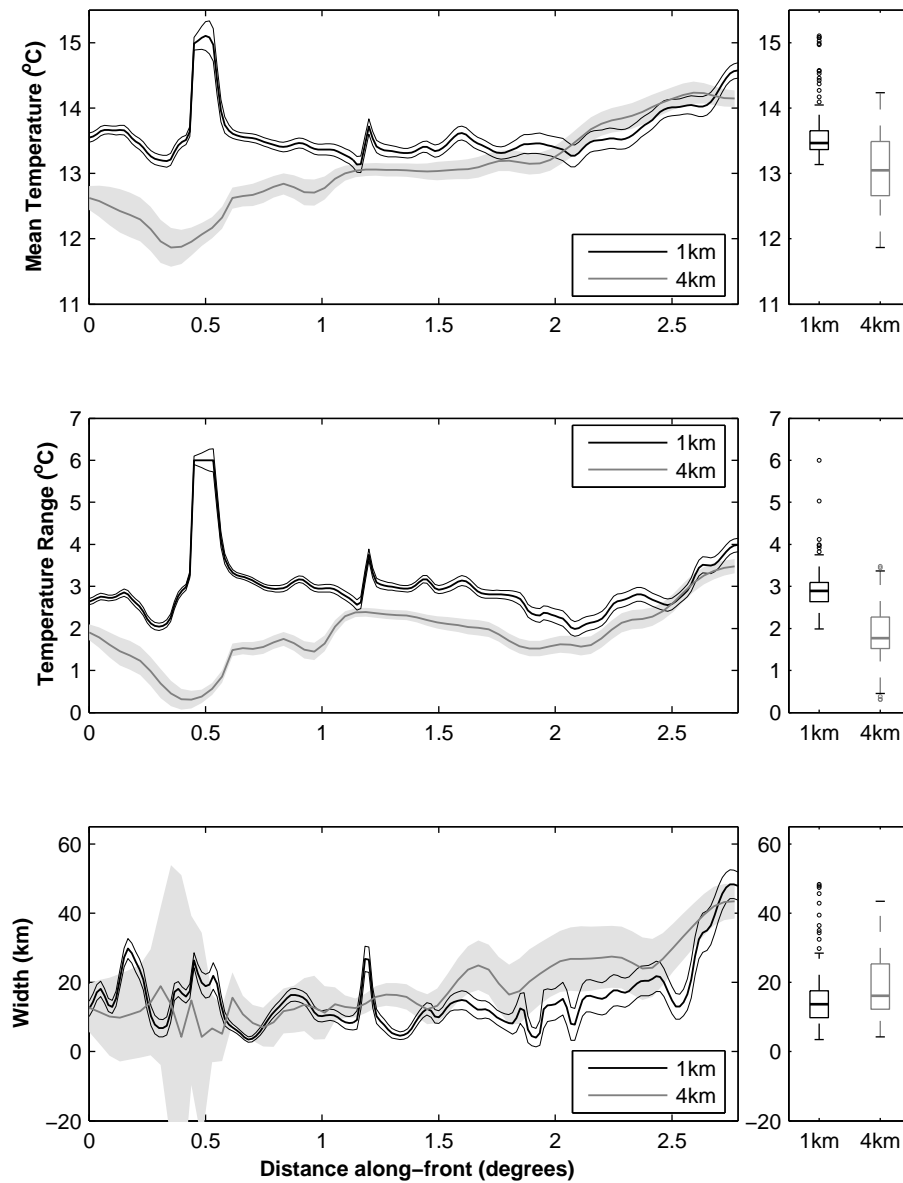 Mean Temperature (ºC)
15
14
13
12
11
0 0.5 1 1.5 2 2.5
1km
4km
15
14
13
12
11
1km 4km
Temperature Range (ºC)
7
6
5
4
3
2
1
0
0 0.5 1 1.5 2 2.5
1km
4km
7
6
5
4
3
2
1
0
1km 4km
Width (km)
60
40
20
0
−20
0 0.5 1 1.5 2 2.5
1km
4km
Distance along−front (degrees)
60
40
20
0
−20
1km 4km